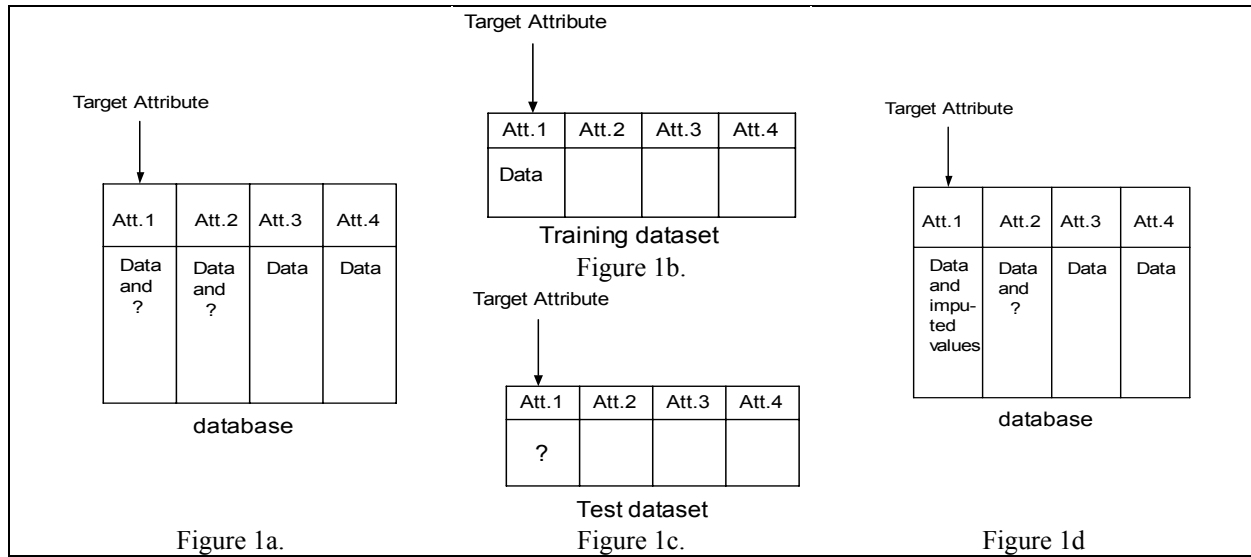 Target Attribute
Att.1 Att.2 Att.3 Att.4
Data Data Data Data
and and
? ?
database
Figure 1a.
Target Attribute
Att.1 Att.2 Att.3 Att.4
Data
Training dataset
Figure 1b.
Target Attribute
Att.1 Att.2 Att.3 Att.4
?
Test dataset
Figure 1c.
Target Attribute
Att.1 Att.2 Att.3 Att.4
Data Data Data Data
and and
impu- ?
ted
values
database
Figure 1d